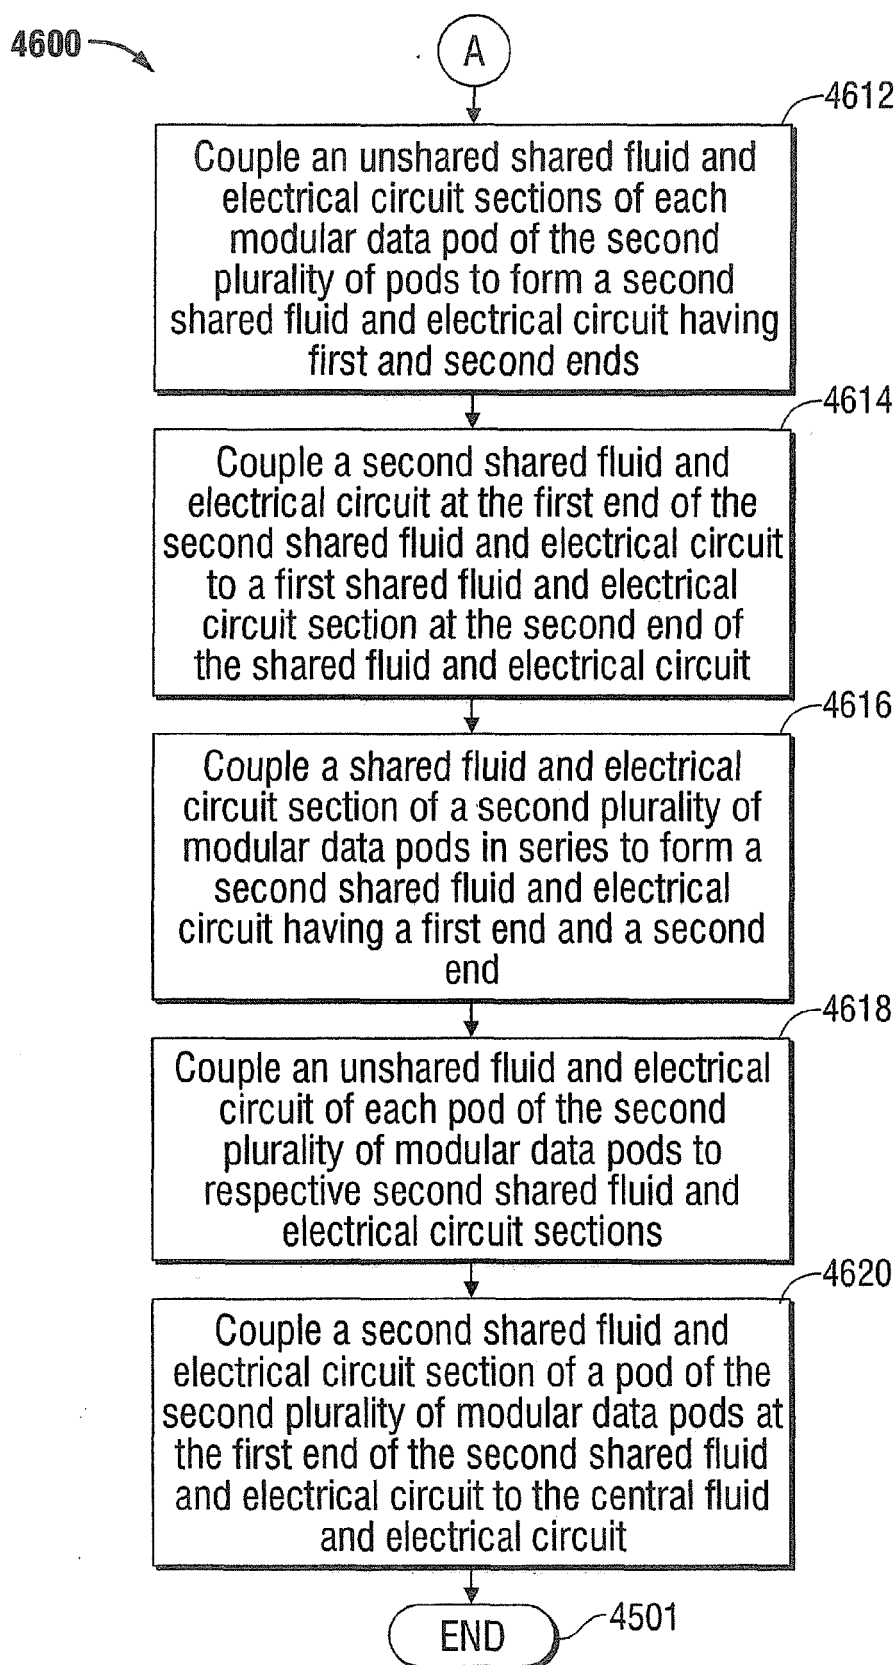 4600
A
4612
Couple an unshared shared fluid and
electrical circuit sections of each
modular data pod of the second
plurality of pods to form a second
shared fluid and electrical circuit having
first and second ends
4614
Couple a second shared fluid and
electrical circuit at the first end of the
second shared fluid and electrical circuit
to a first shared fluid and electrical
circuit section at the second end of
the shared fluid and electrical circuit
4616
Couple a shared fluid and electrical
circuit section of a second plurality of
modular data pods in series to form a
second shared fluid and electrical
circuit having a first end and a second
end
4618
Couple an unshared fluid and electrical
circuit of each pod of the second
plurality of modular data pods to
respective second shared fluid and
electrical circuit sections
4620
Couple a second shared fluid and
electrical circuit section of a pod of the
second plurality of modular data pods at
the first end of the second shared fluid
and electrical circuit to the central fluid
and electrical circuit
END
4501